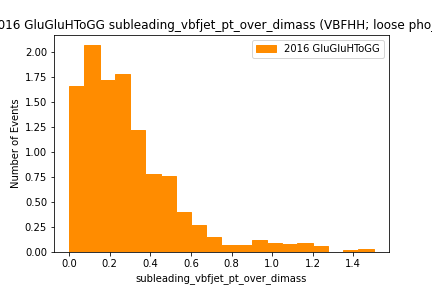 016 GluGluHToGG subleading_vbfjet_pt_over_dimass (VBFHH; loose pho
2016 GluGluHToGG
Number of Events
2.00
1.75
1.50
1.25
1.00
0.75
0.50
0.25
0.00
0.0 0.2 0.4 0.6 0.8 1.0 1.2 1.4
subleading_vbfjet_pt_over_dimass